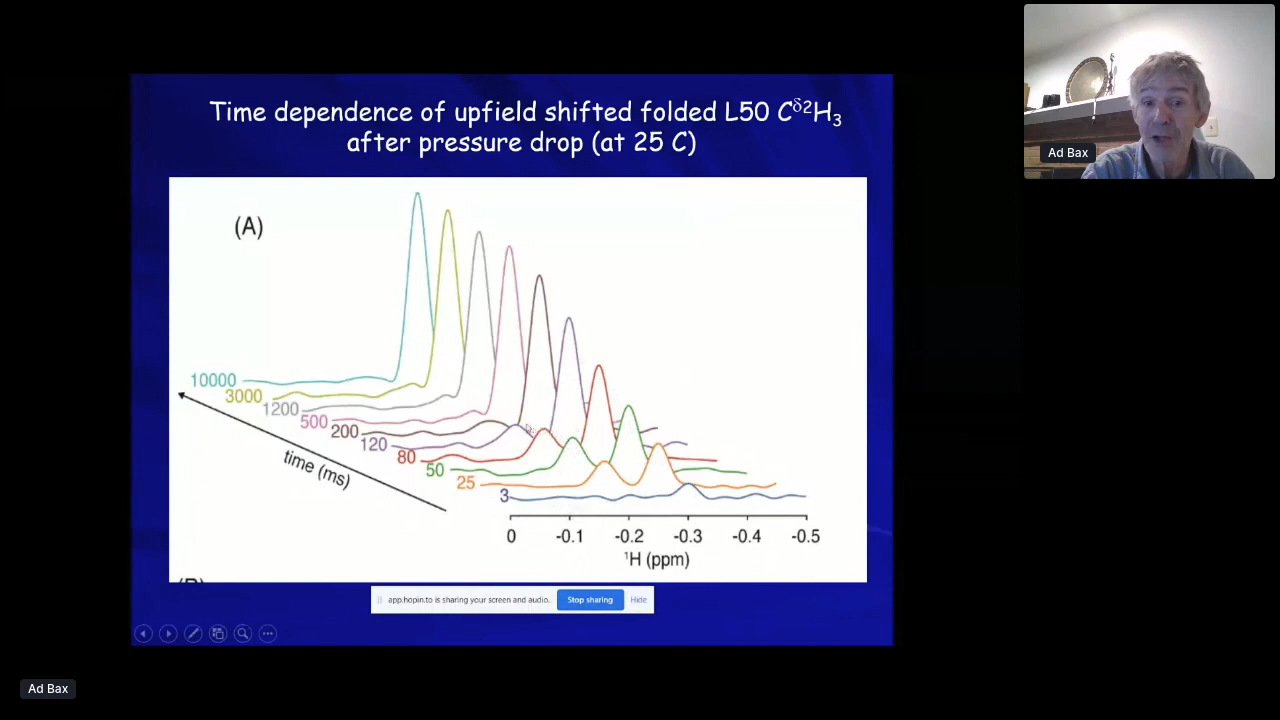 Time dependence of upfield shifted folded L50 Cᵟ²H₃
after pressure drop (at 25 C)
Ad Bax
(A)
10000
3000
1200
500
200
120
80
50
25
3
time (ms)
0 -0.1 -0.2 -0.3 -0.4 -0.5
¹H (ppm)
app.hopin.to is sharing your screen and audio. Stop sharing Hide
Ad Bax